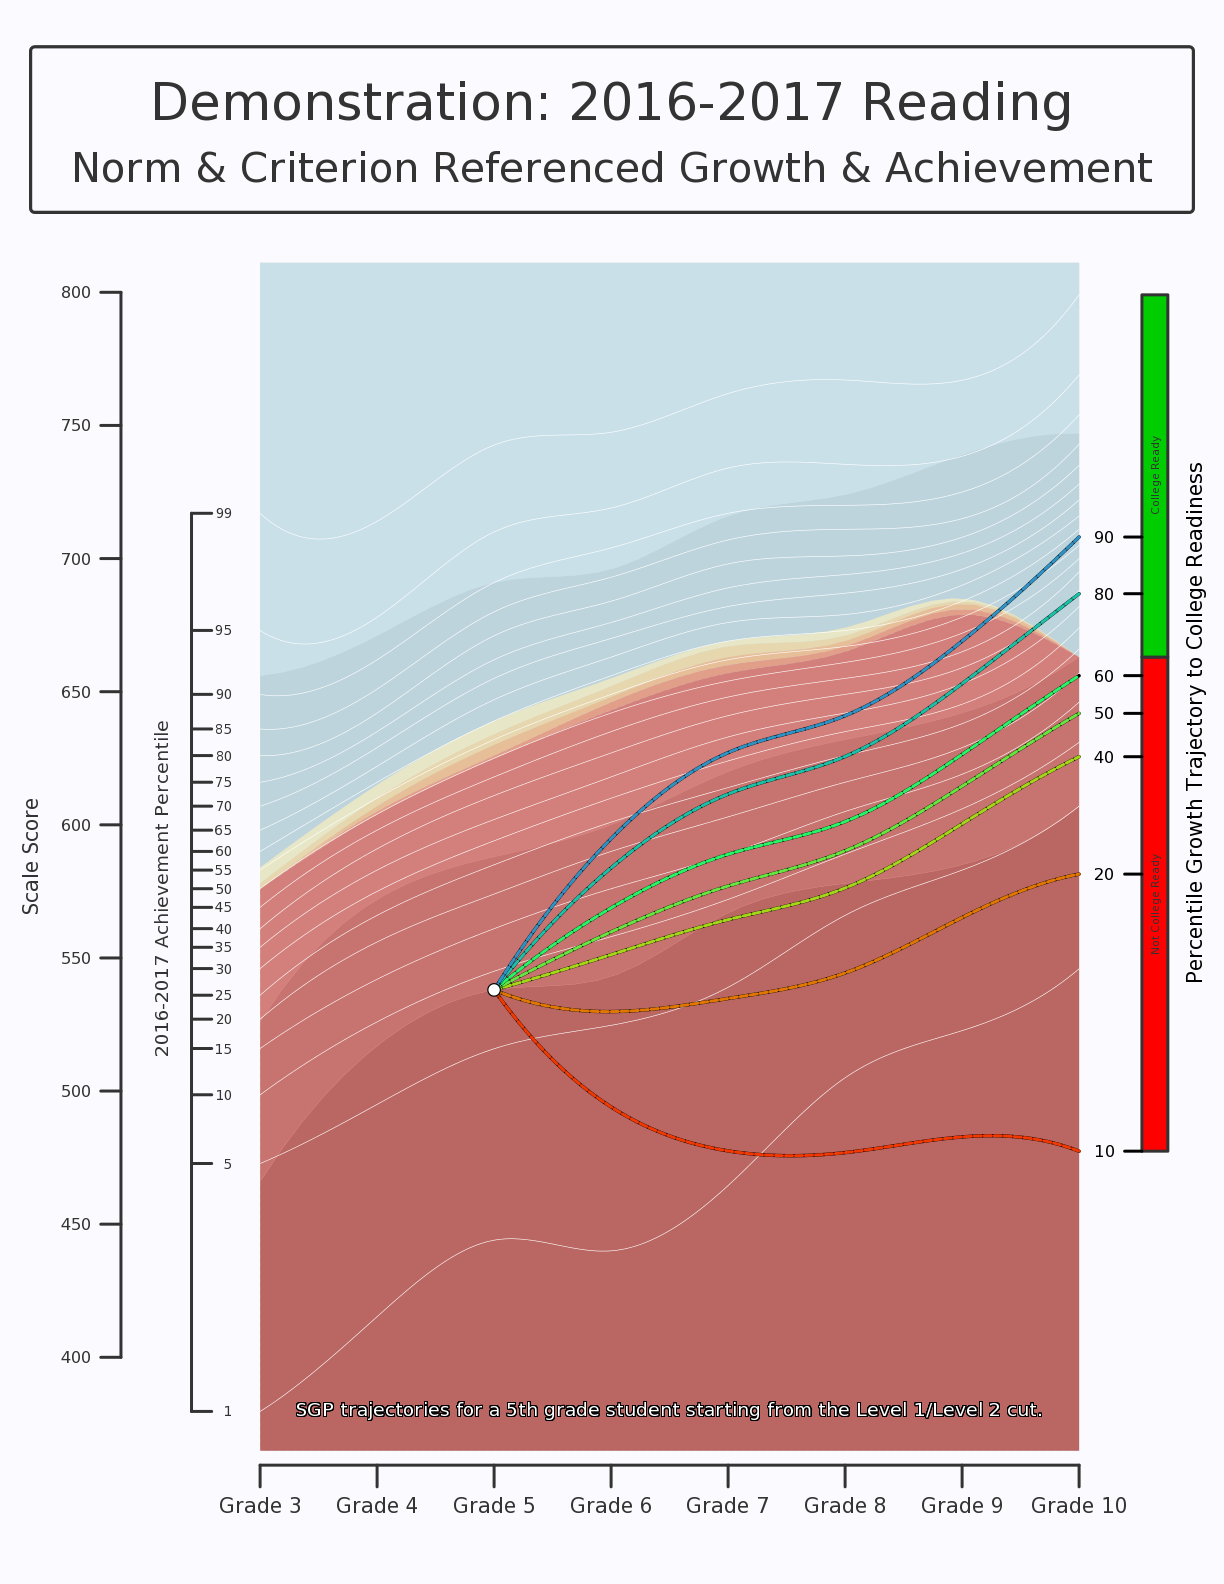 Demonstration: 2016-2017 Reading
Norm & Criterion Referenced Growth & Achievement
Scale Score
800
750
700
650
600
550
500
450
400
2016-2017 Achievement Percentile
99
95
90
85
80
75
70
65
60
55
50
45
40
35
30
25
20
15
10
5
1
SGP trajectories for a 5th grade student starting from the Level 1/Level 2 cut.
Grade 3
Grade 4
Grade 5
Grade 6
Grade 7
Grade 8
Grade 9
Grade 10
90
80
60
50
40
20
10
College Ready
Not College Ready
Percentile Growth Trajectory to College Readiness